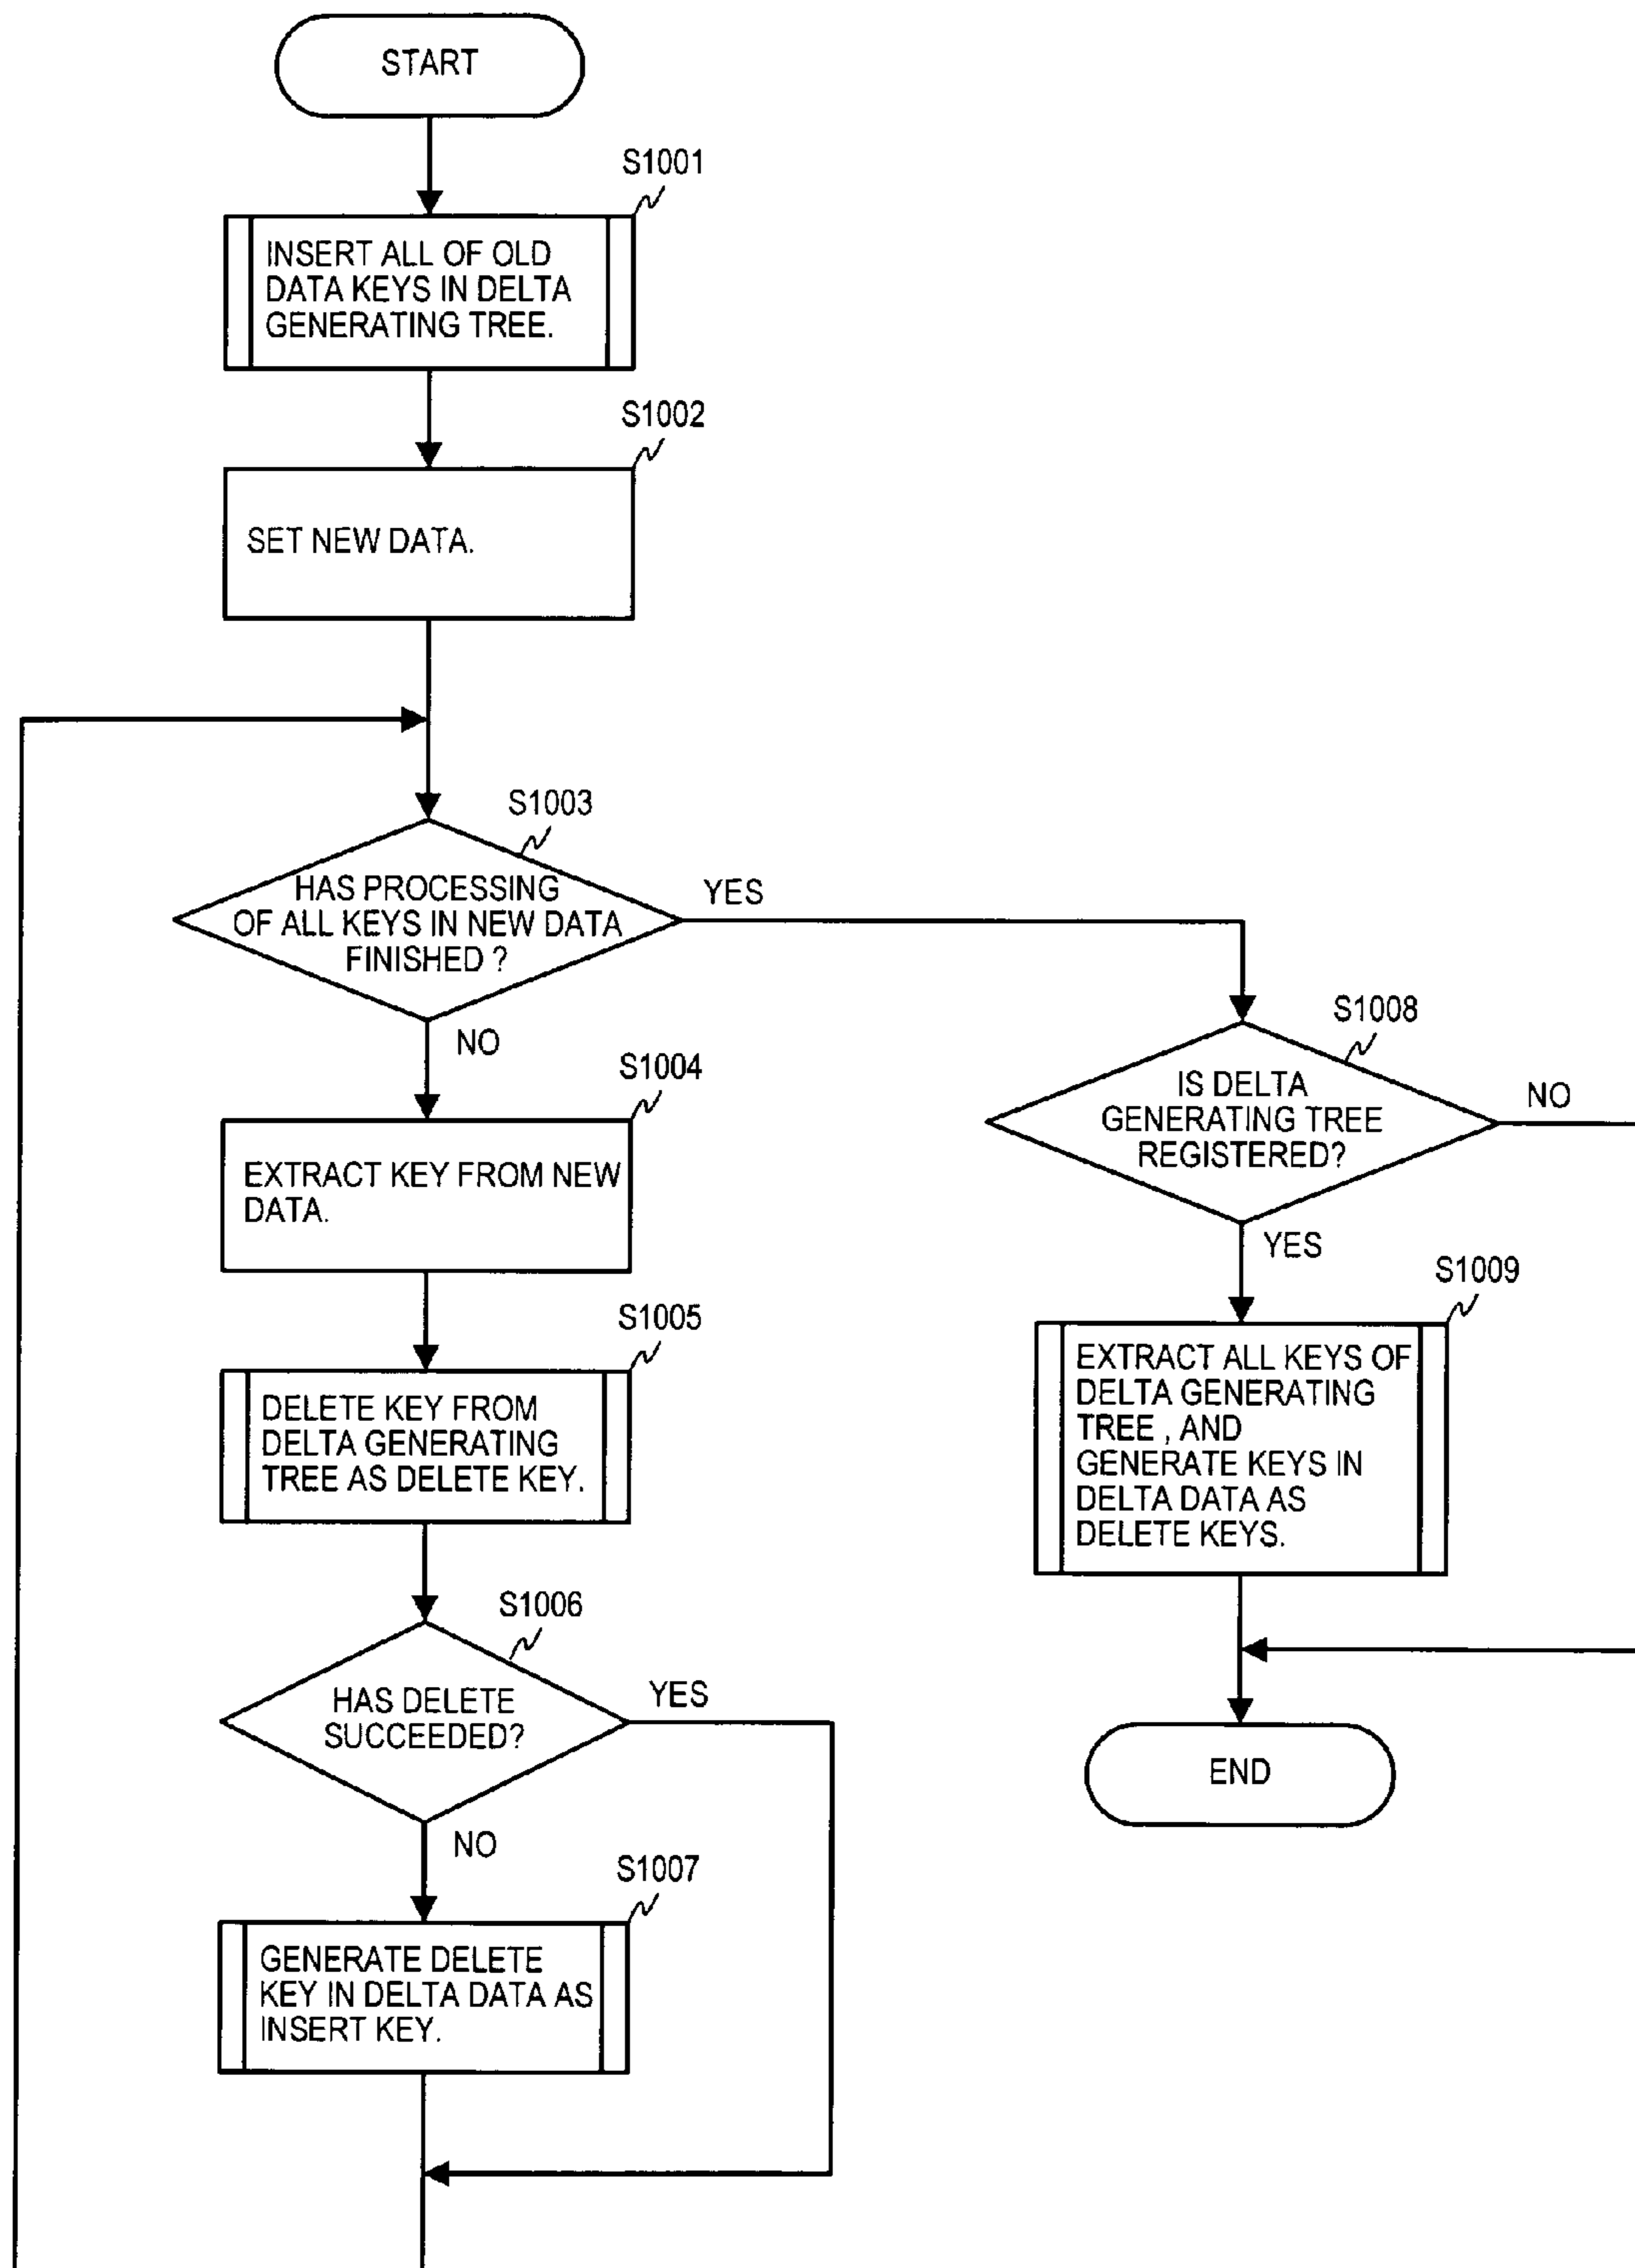 START
S1001
INSERT ALL OF OLD
DATA KEYS IN DELTA
GENERATING TREE.
S1002
SET NEW DATA.
S1003
HAS PROCESSING
OF ALL KEYS IN NEW DATA
FINISHED ?
YES
NO
S1004
EXTRACT KEY FROM NEW
DATA.
S1005
DELETE KEY FROM
DELTA GENERATING
TREE AS DELETE KEY.
S1006
HAS DELETE
SUCCEEDED?
YES
NO
S1007
GENERATE DELETE
KEY IN DELTA DATA AS
INSERT KEY.
S1008
IS DELTA
GENERATING TREE
REGISTERED?
NO
YES
S1009
EXTRACT ALL KEYS OF
DELTA GENERATING
TREE , AND
GENERATE KEYS IN
DELTA DATA AS
DELETE KEYS.
END